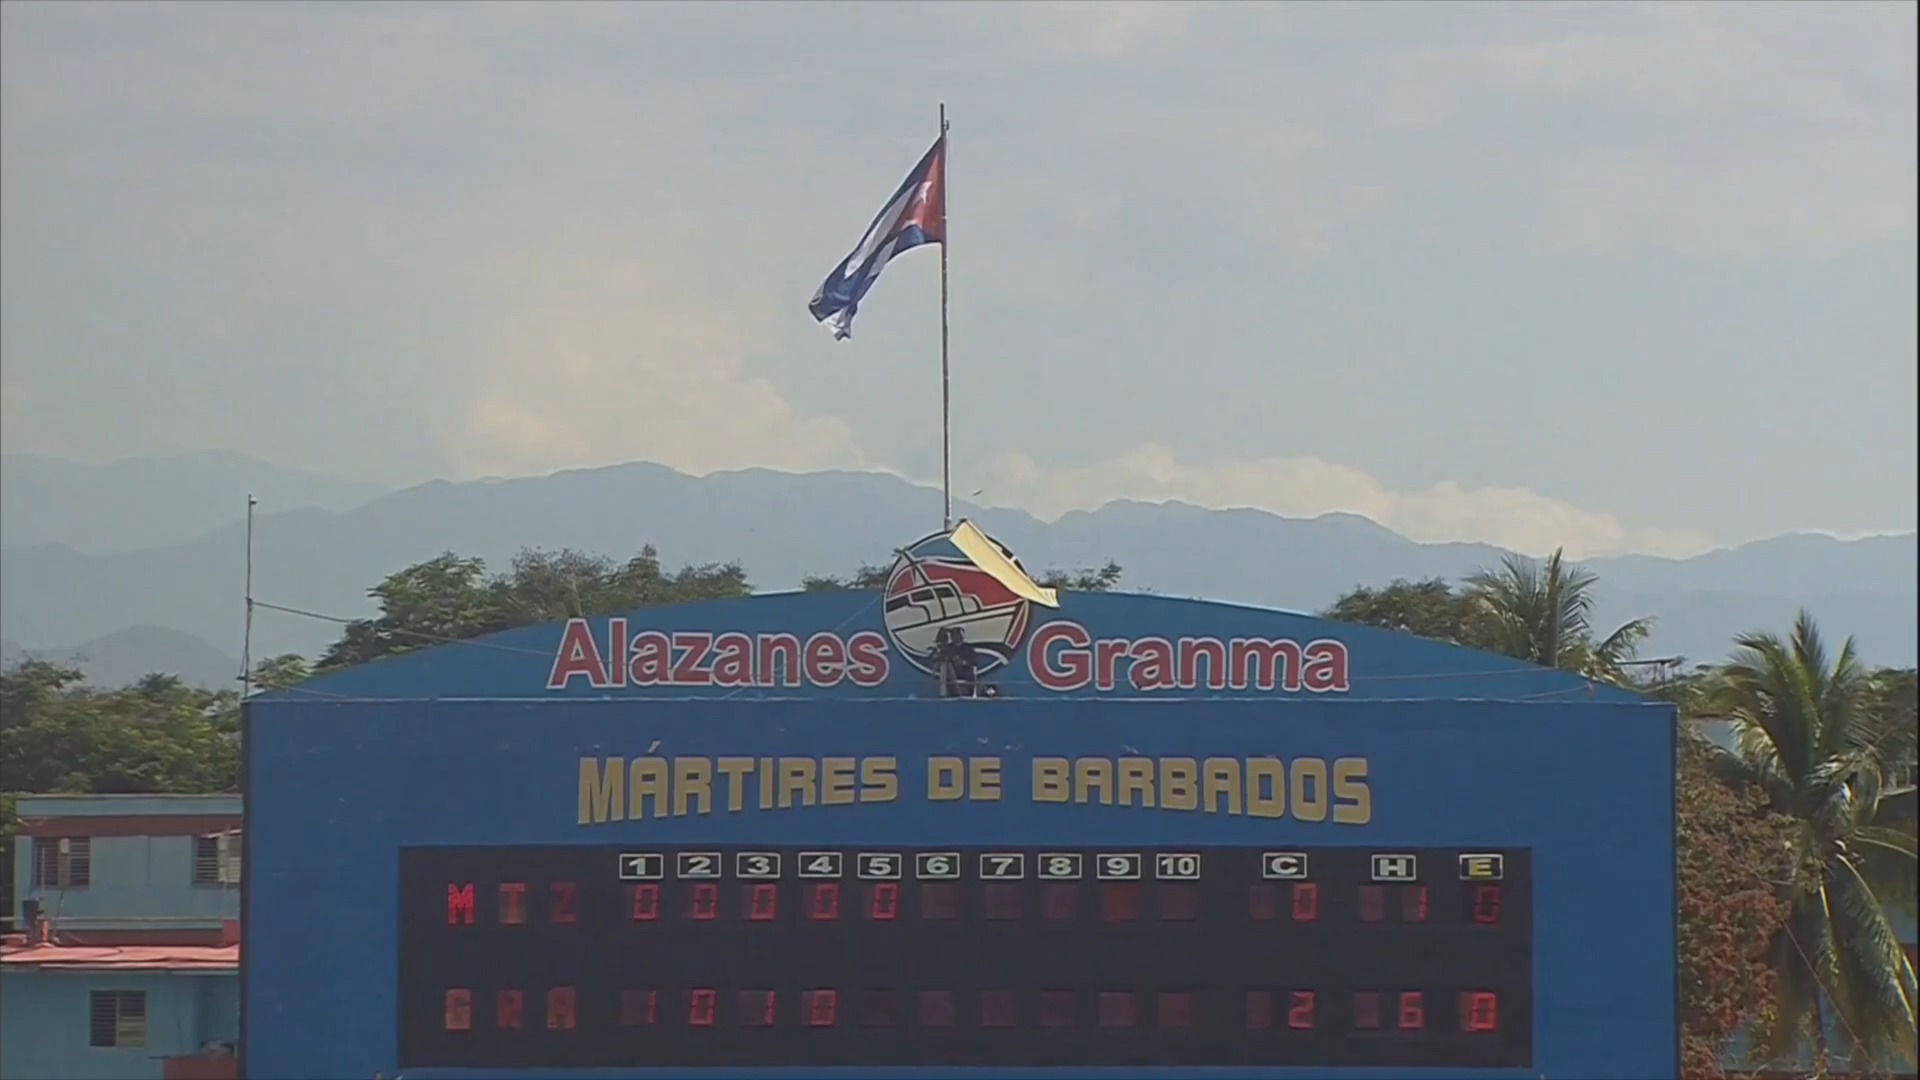 Alazanes Granma
MÁRTIRES DE BARBADOS
1 2 3 4 5 6 7 8 9 10 C H E
MTZ 0 0 0 0 0 0 1 0
GRA 1 0 1 0 2 6 0